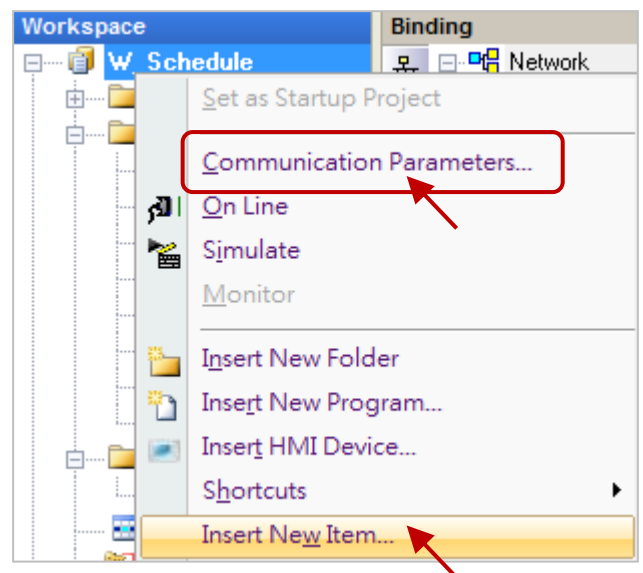 Workspace
Binding
W_Schedule
Network
Set as Startup Project
Communication Parameters...
On Line
Simulate
Monitor
Insert New Folder
Insert New Program...
Insert HMI Device...
Shortcuts
Insert New Item...